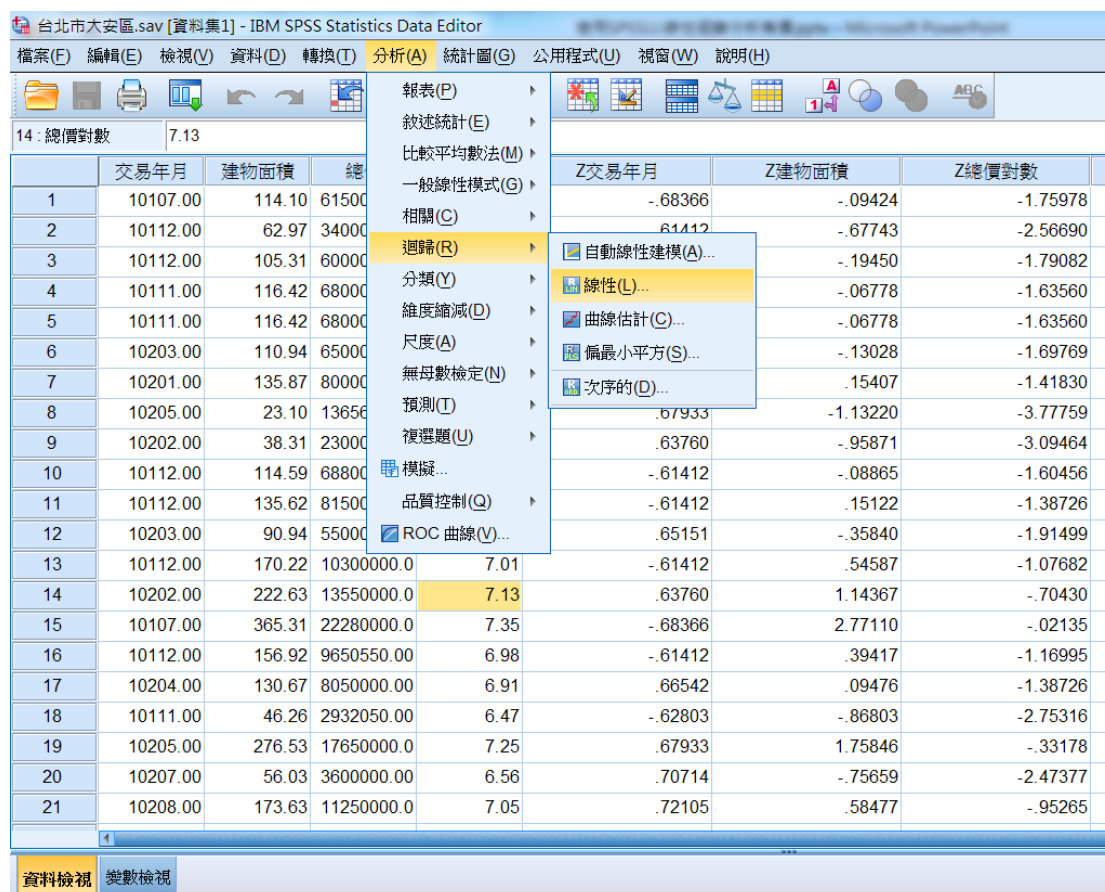 台北市大安區.sav [資料集1] - IBM SPSS Statistics Data Editor
檔案(F) 編輯(E) 檢視(V) 資料(D) 轉換(T) 分析(A) 統計圖(G) 公用程式(U) 視窗(W) 說明(H)
14 : 總價對數 7.13
報表(P)
敘述統計(E)
比較平均數法(M)
一般線性模式(G)
相關(C)
迴歸(R)
分類(Y)
維度縮減(D)
尺度(A)
無母數檢定(N)
預測(T)
複選題(U)
模擬...
品質控制(Q)
ROC 曲線(V)...
自動線性建模(A)...
線性(L)...
曲線估計(C)...
偏最小平方(S)...
次序的(D)...
交易年月 建物面積 總 Z交易年月 Z建物面積 Z總價對數
1 10107.00 114.10 61500 -.68366 -.09424 -1.75978
2 10112.00 62.97 34000 -.61412 -.67743 -2.56690
3 10112.00 105.31 60000 -.19450 -1.79082
4 10111.00 116.42 68000 -.06778 -1.63560
5 10111.00 116.42 68000 -.06778 -1.63560
6 10203.00 110.94 65000 -.13028 -1.69769
7 10201.00 135.87 80000 .15407 -1.41830
8 10205.00 23.10 13656 .67933 -1.13220 -3.77759
9 10202.00 38.31 23000 .63760 -.95871 -3.09464
10 10112.00 114.59 68800 -.61412 -.08865 -1.60456
11 10112.00 135.62 81500 -.61412 .15122 -1.38726
12 10203.00 90.94 55000 .65151 -.35840 -1.91499
13 10112.00 170.22 10300000.0 7.01 -.61412 .54587 -1.07682
14 10202.00 222.63 13550000.0 7.13 .63760 1.14367 -.70430
15 10107.00 365.31 22280000.0 7.35 -.68366 2.77110 -.02135
16 10112.00 156.92 9650550.00 6.98 -.61412 .39417 -1.16995
17 10204.00 130.67 8050000.00 6.91 .66542 .09476 -1.38726
18 10111.00 46.26 2932050.00 6.47 -.62803 -.86803 -2.75316
19 10205.00 276.53 17650000.0 7.25 .67933 1.75846 -.33178
20 10207.00 56.03 3600000.00 6.56 .70714 -.75659 -2.47377
21 10208.00 173.63 11250000.0 7.05 .72105 .58477 -.95265
資料檢視 變數檢視